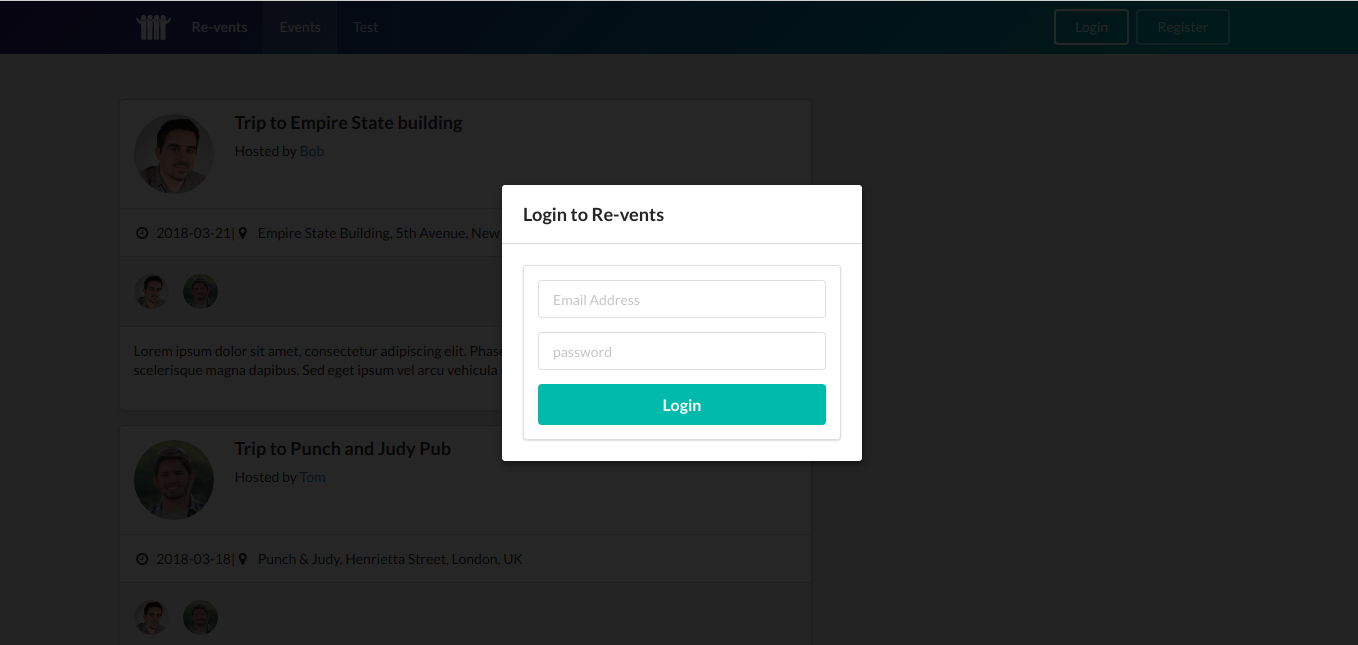 Re-vents Events Test Login Register
Trip to Empire State building
Hosted by Bob
2018-03-21| Empire State Building, 5th Avenue, New
Lorem ipsum dolor sit amet, consectetur adipiscing elit.
scelerisque magna dapibus. Sed eget ipsum vel arcu vehicula
Login to Re-vents
Email Address
password
Login
Trip to Punch and Judy Pub
Hosted by Tom
2018-03-18| Punch & Judy, Henrietta Street, London, UK